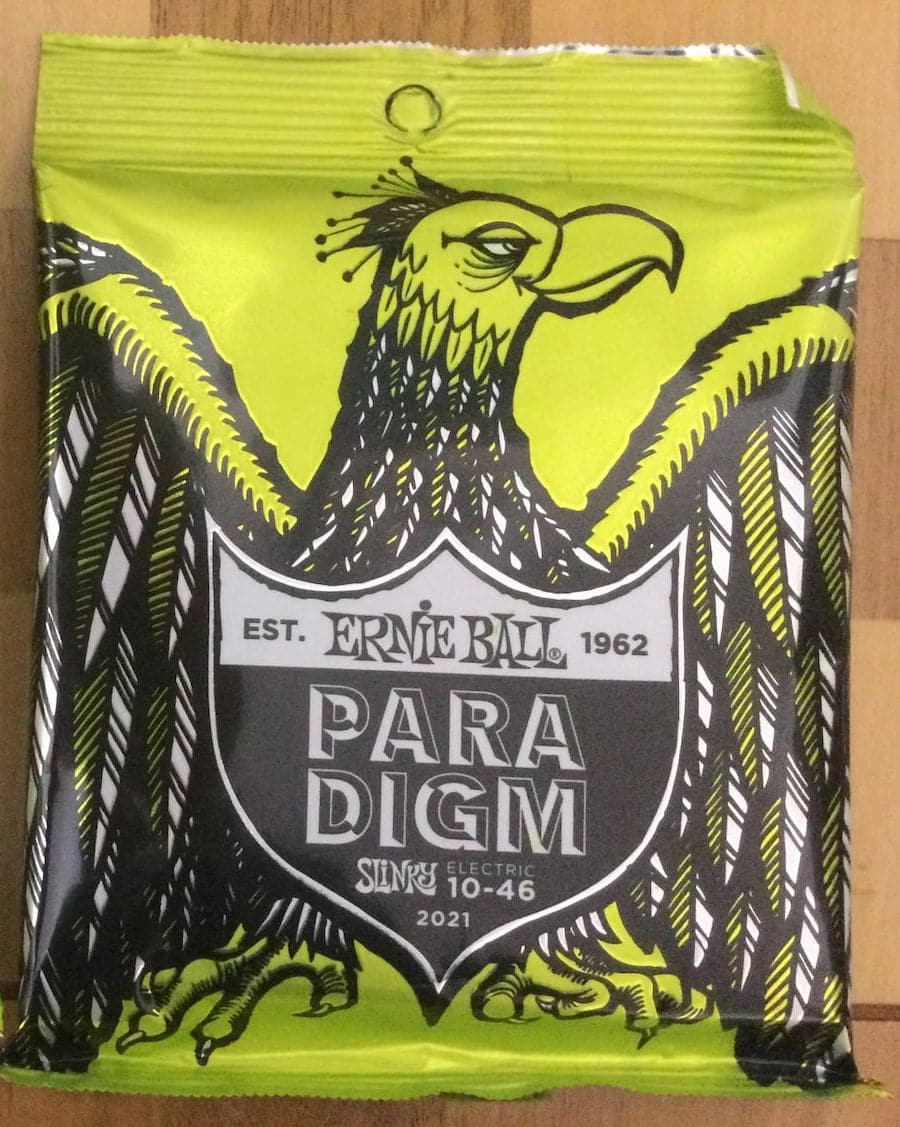 EST. ERNIE BALL® 1962
PARA
DIGM
SLINKY ELECTRIC
10-46
2021